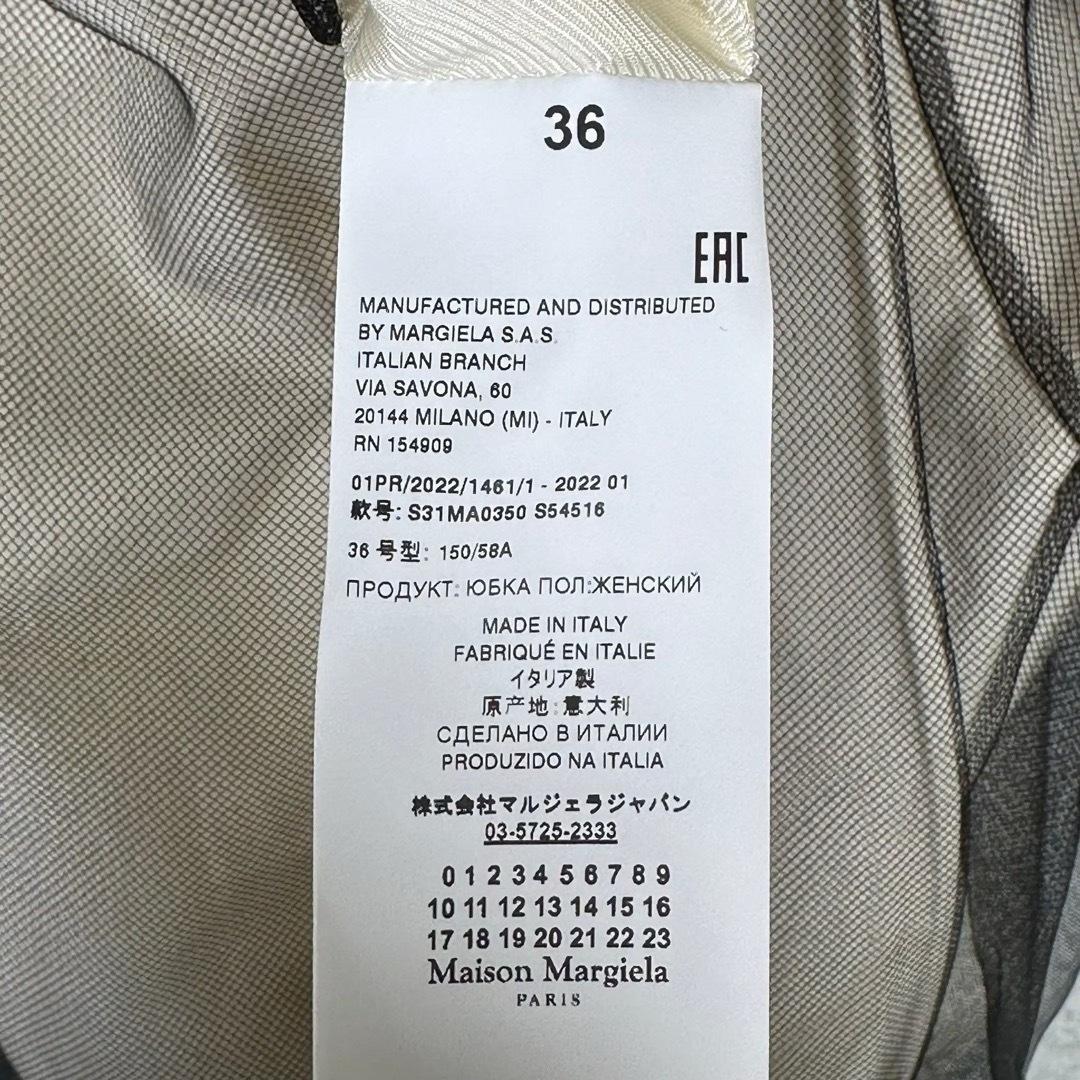 36
EAC
MANUFACTURED AND DISTRIBUTED
BY MARGIELA S.A.S.
ITALIAN BRANCH
VIA SAVONA, 60
20144 MILANO (MI) - ITALY
RN 154909
01PR/2022/1461/1 - 2022 01
款号: S31MA0350 S54516
36 号型: 150/58A
ПРОДУКТ: ЮБКА ПОЛ:ЖЕНСКИЙ
MADE IN ITALY
FABRIQUÉ EN ITALIE
イタリア製
原产地:意大利
СДЕЛАНО В ИТАЛИИ
PRODUZIDO NA ITALIA
株式会社マルジェラジャパン
03-5725-2333
0 1 2 3 4 5 6 7 8 9
10 11 12 13 14 15 16
17 18 19 20 21 22 23
Maison Margiela
PARIS